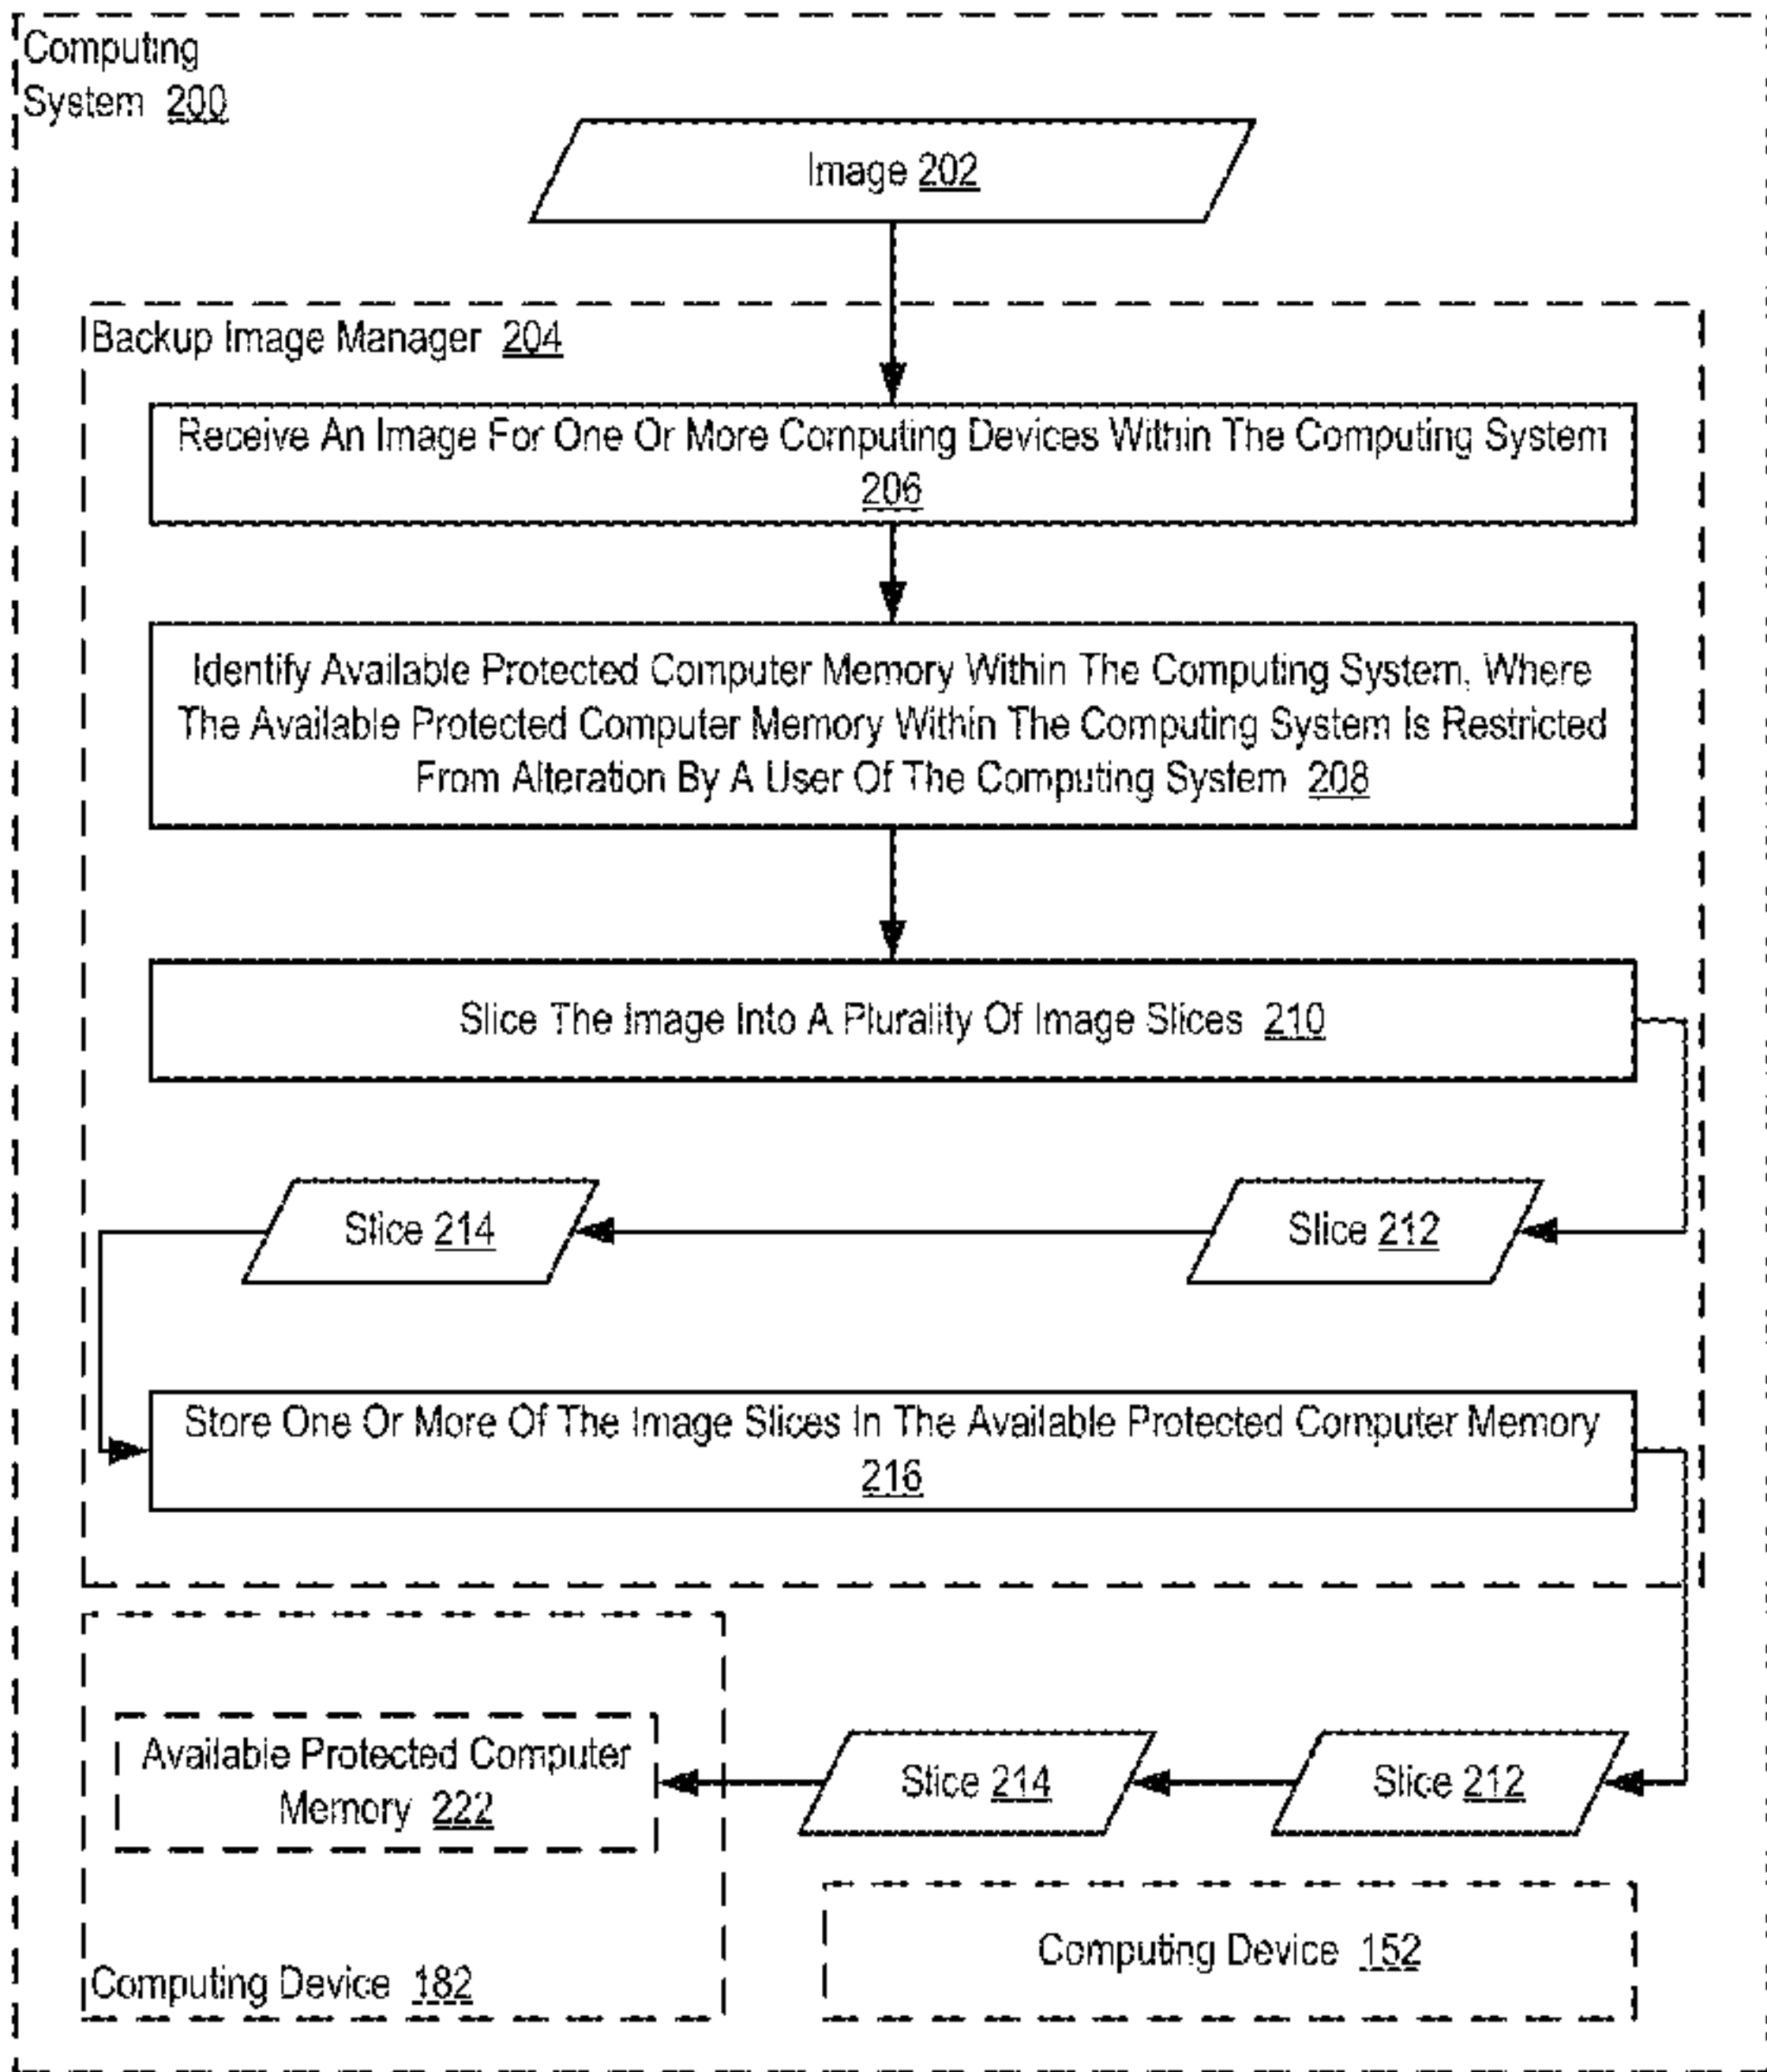 Computing
System 200
Image 202
Backup Image Manager 204
Receive An Image For One Or More Computing Devices Within The Computing System
206
Identify Available Protected Computer Memory Within The Computing System, Where
The Available Protected Computer Memory Within The Computing System Is Restricted
From Alteration By A User Of The Computing System 208
Slice The Image Into A Plurality Of Image Slices 210
Slice 214
Slice 212
Store One Or More Of The Image Slices In The Available Protected Computer Memory
216
Available Protected Computer
Memory 222
Slice 214
Slice 212
Computing Device 152
Computing Device 182